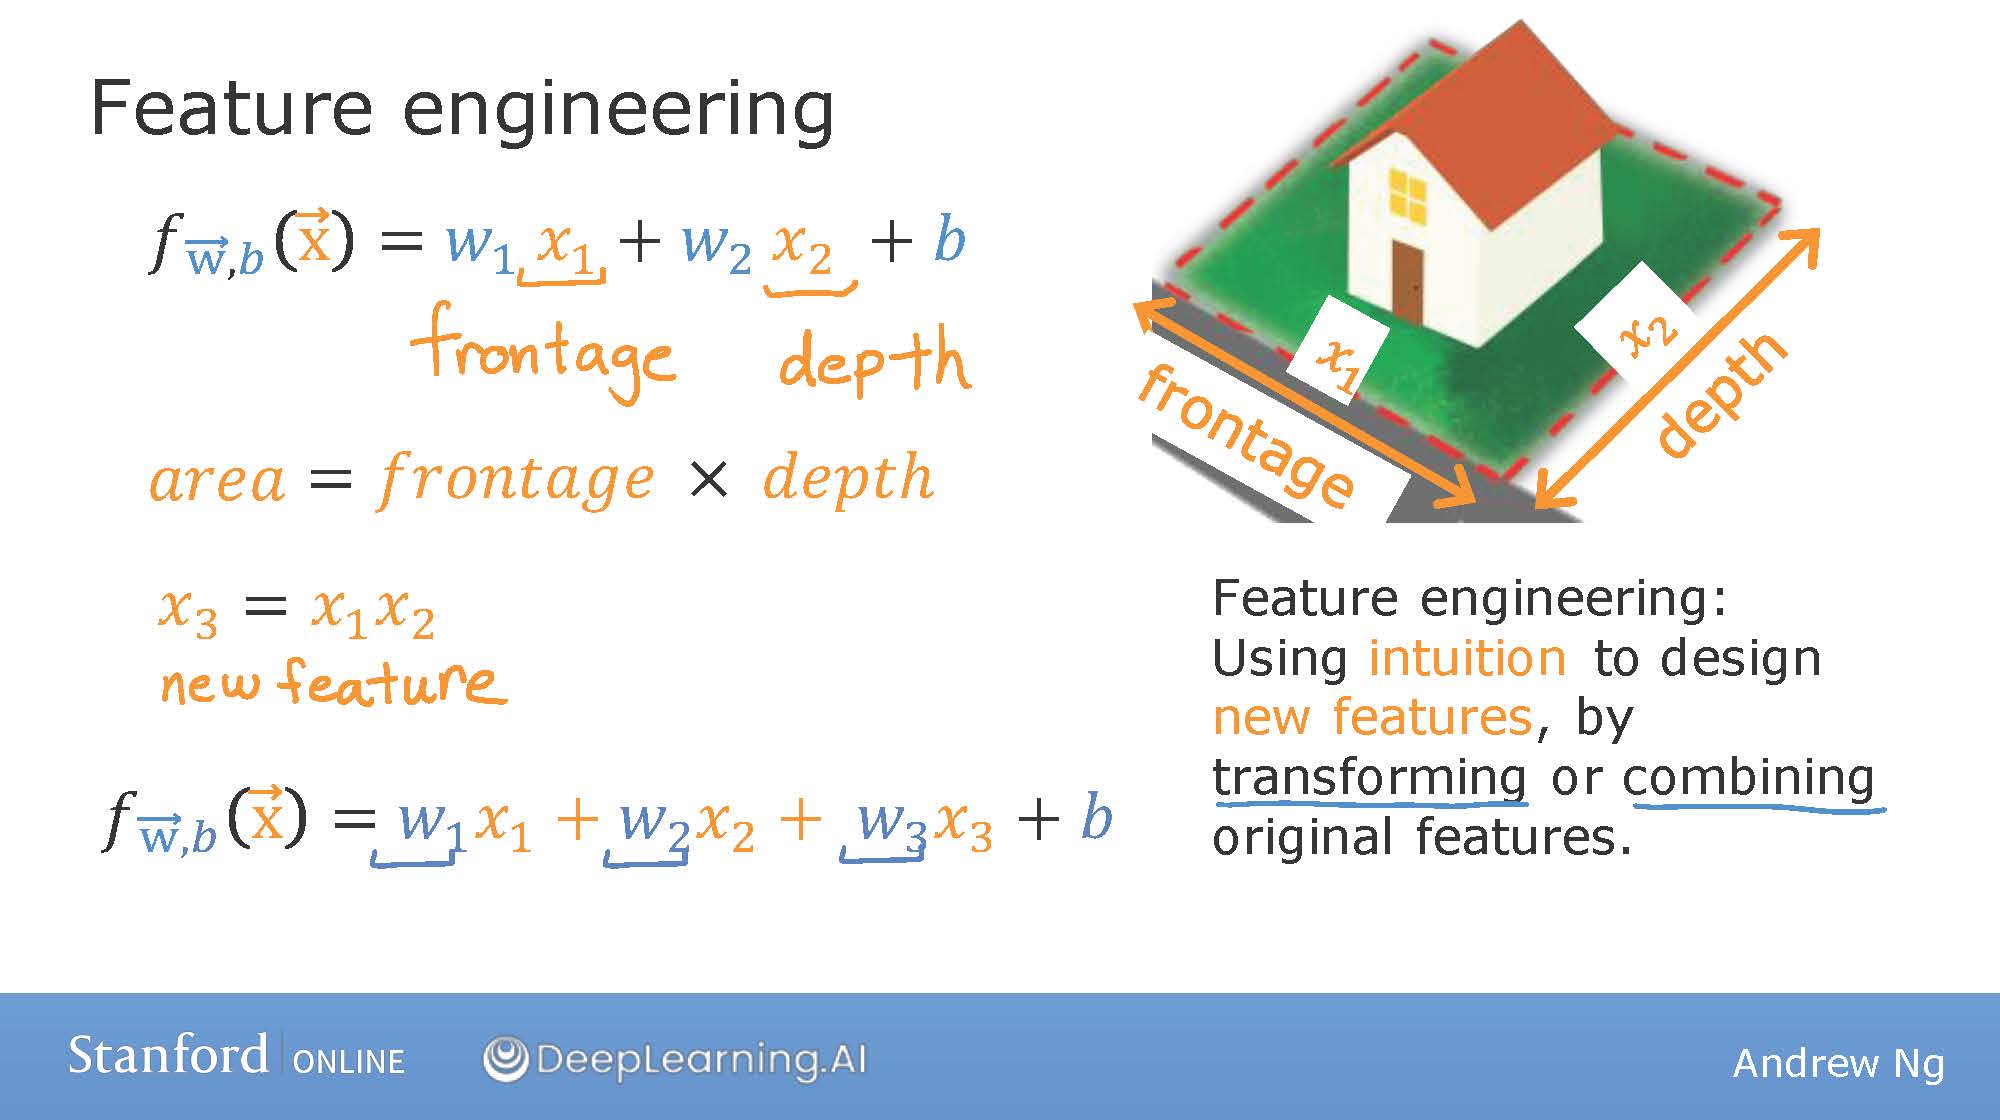 Feature engineering
f_{\vec{w},b}(\vec{x}) = w_1 x_1 + w_2 x_2 + b
frontage depth
area = frontage × depth
x_3 = x_1 x_2
new feature
f_{\vec{w},b}(\vec{x}) = w_1 x_1 + w_2 x_2 + w_3 x_3 + b
x_1
x_2
frontage
depth
Feature engineering:
Using intuition to design
new features, by
transforming or combining
original features.
Stanford ONLINE
DeepLearning.AI
Andrew Ng